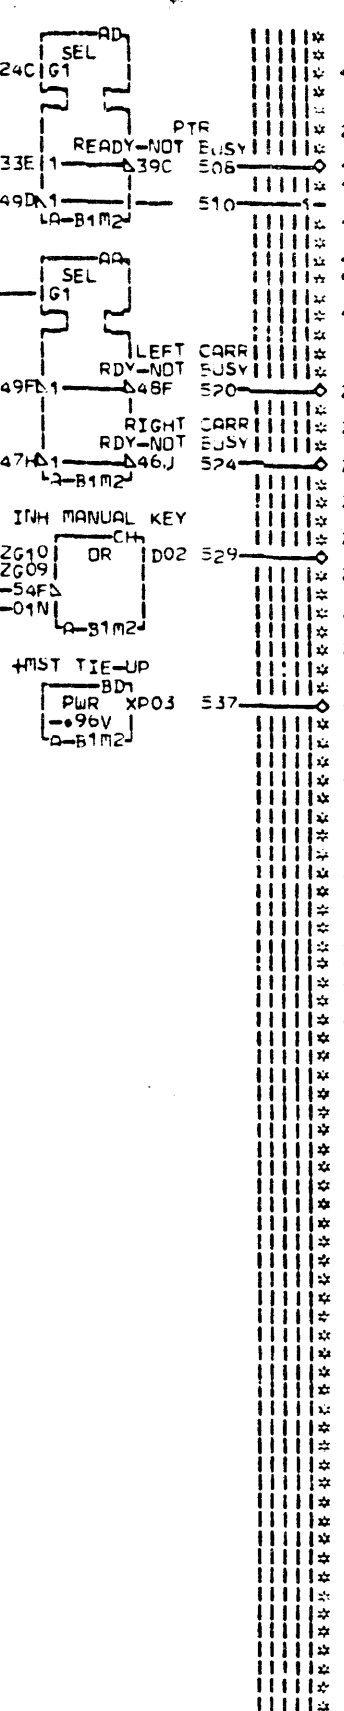 AD
SEL
24C G1
PTR
READY-NOT BUSY
33E 1 39C 508
49D 1 510
A-B1M2
AA
SEL
G1
LEFT CARR
RDY-NOT BUSY
49F 1 48F 520
RIGHT CARR
RDY-NOT BUSY
47H 1 46J 524
A-B1M2
INH MANUAL KEY
CH
ZG10 OR D02 529
ZG09
-54F
-01N
A-B1M2
+MST TIE-UP
BD
PWR XP03 537
-.96V
A-B1M2